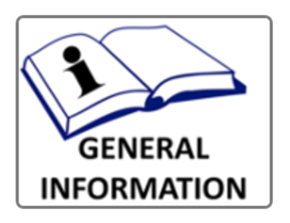 i
GENERAL
INFORMATION